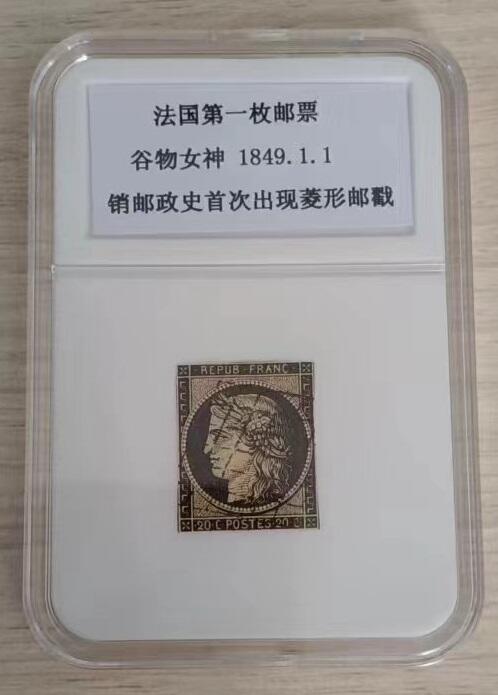 法国第一枚邮票
谷物女神 1849.1.1
销邮政史首次出现菱形邮戳
REPUB·FRANC
20·C POSTES·20·C